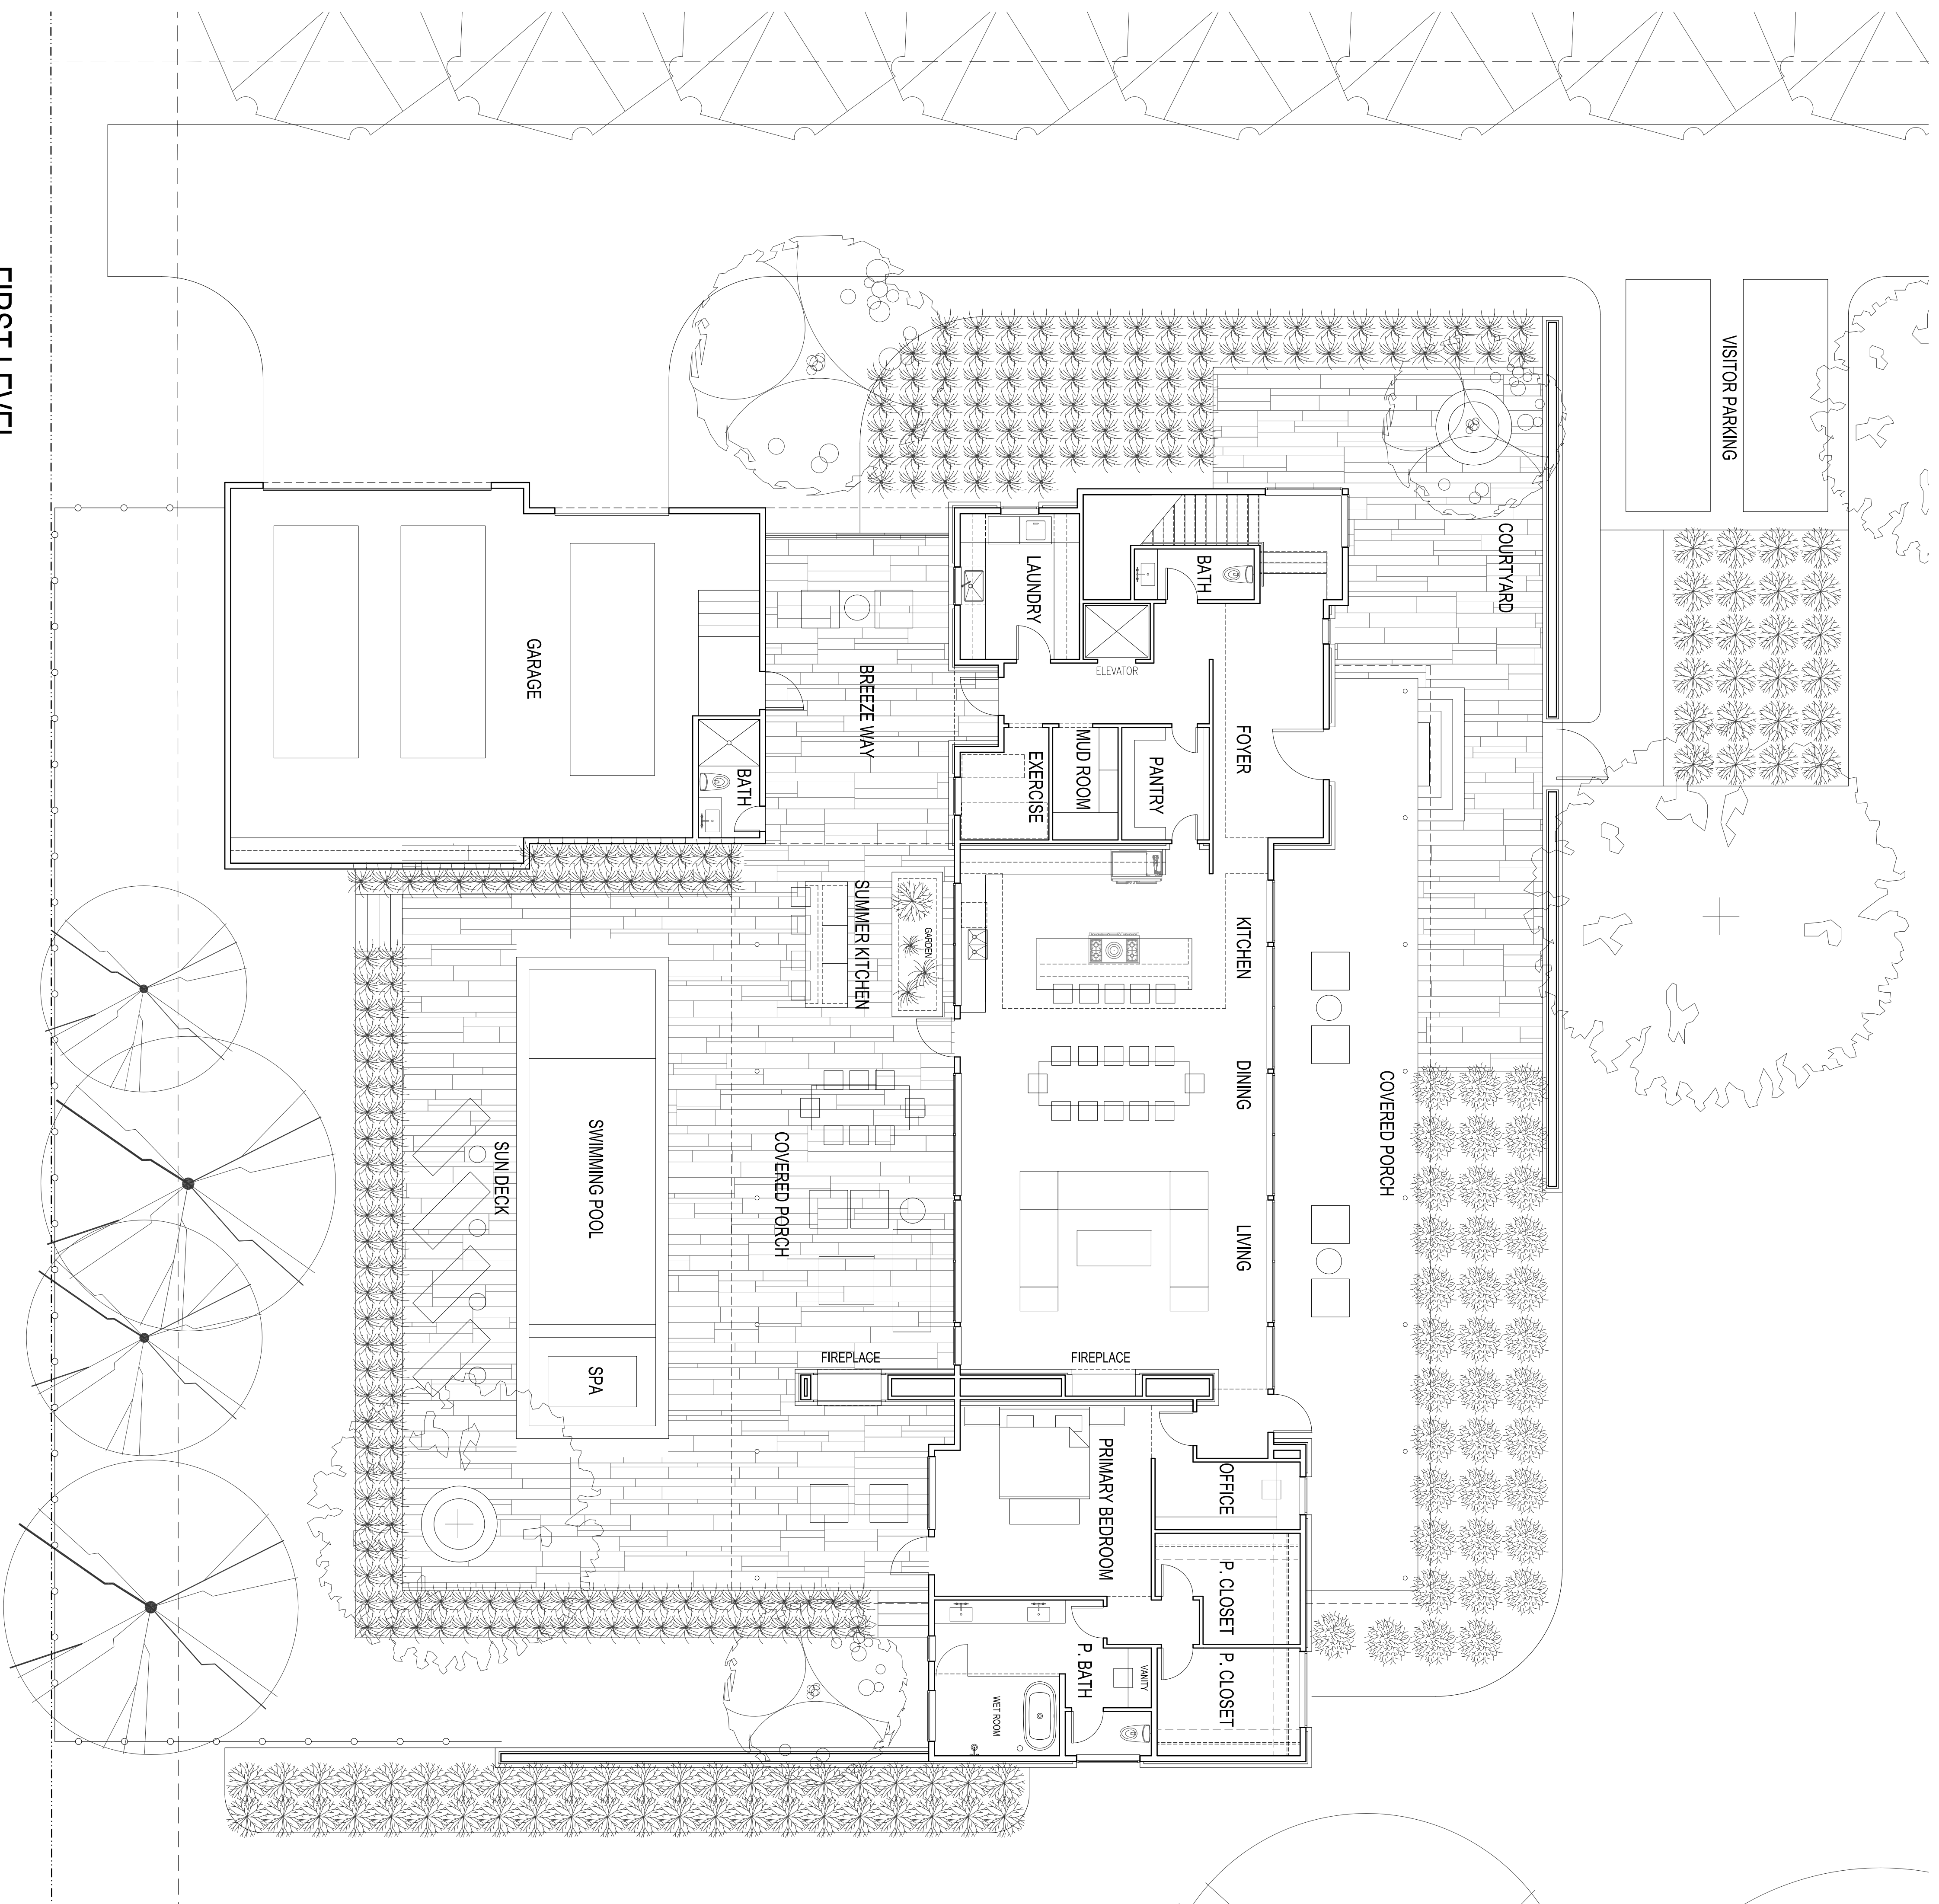 VISITOR PARKING
COURTYARD
COVERED PORCH
FOYER
KITCHEN
DINING
LIVING
OFFICE
P. CLOSET
P. CLOSET
BATH
PANTRY
VANITY
ELEVATOR
FIREPLACE
PRIMARY BEDROOM
MUD ROOM
P. BATH
LAUNDRY
EXERCISE
WET ROOM
GARDEN
BREEZE WAY
SUMMER KITCHEN
FIREPLACE
COVERED PORCH
BATH
SWIMMING POOL
SPA
GARAGE
SUN DECK
FIRST LEVEL